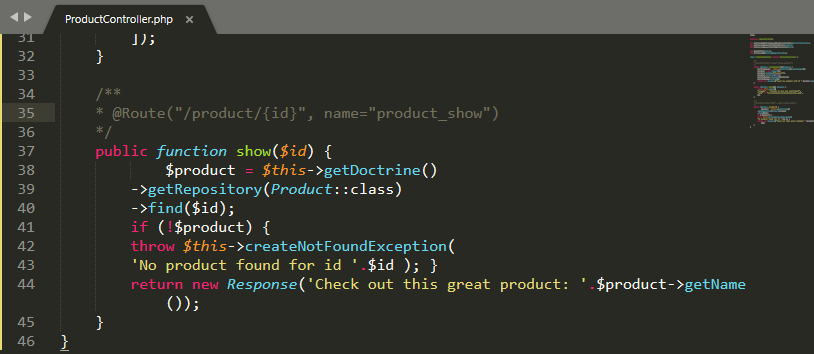 ProductController.php ×
31 ]);
32 }
33
34 /**
35 * @Route("/product/{id}", name="product_show")
36 */
37 public function show($id) {
38 $product = $this->getDoctrine()
39 ->getRepository(Product::class)
40 ->find($id);
41 if (!$product) {
42 throw $this->createNotFoundException(
43 'No product found for id '.$id ); }
44 return new Response('Check out this great product: '.$product->getName
());
45 }
46 }